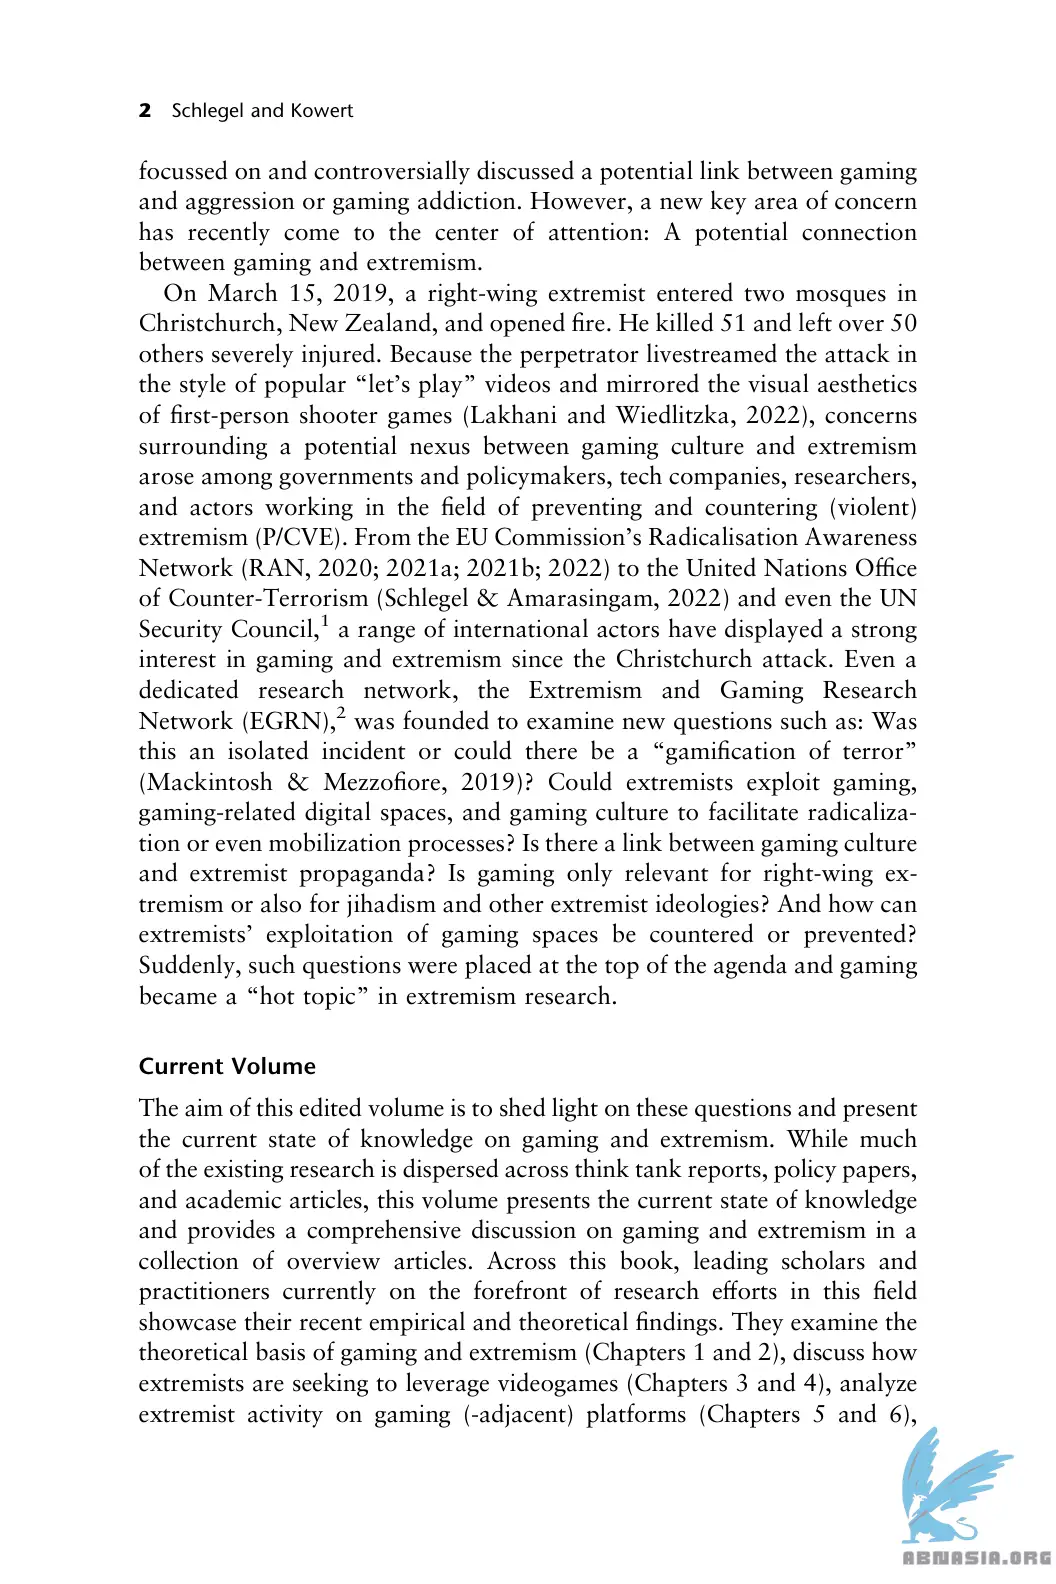 2 Schlegel and Kowert
focussed on and controversially discussed a potential link between gaming
and aggression or gaming addiction. However, a new key area of concern
has recently come to the center of attention: A potential connection
between gaming and extremism.
On March 15, 2019, a right-wing extremist entered two mosques in
Christchurch, New Zealand, and opened fire. He killed 51 and left over 50
others severely injured. Because the perpetrator livestreamed the attack in
the style of popular “let’s play” videos and mirrored the visual aesthetics
of first-person shooter games (Lakhani and Wiedlitzka, 2022), concerns
surrounding a potential nexus between gaming culture and extremism
arose among governments and policymakers, tech companies, researchers,
and actors working in the field of preventing and countering (violent)
extremism (P/CVE). From the EU Commission’s Radicalisation Awareness
Network (RAN, 2020; 2021a; 2021b; 2022) to the United Nations Office
of Counter-Terrorism (Schlegel & Amarasingam, 2022) and even the UN
Security Council,1 a range of international actors have displayed a strong
interest in gaming and extremism since the Christchurch attack. Even a
dedicated research network, the Extremism and Gaming Research
Network (EGRN),2 was founded to examine new questions such as: Was
this an isolated incident or could there be a “gamification of terror”
(Mackintosh & Mezzofiore, 2019)? Could extremists exploit gaming,
gaming-related digital spaces, and gaming culture to facilitate radicaliza-
tion or even mobilization processes? Is there a link between gaming culture
and extremist propaganda? Is gaming only relevant for right-wing ex-
tremism or also for jihadism and other extremist ideologies? And how can
extremists’ exploitation of gaming spaces be countered or prevented?
Suddenly, such questions were placed at the top of the agenda and gaming
became a “hot topic” in extremism research.
Current Volume
The aim of this edited volume is to shed light on these questions and present
the current state of knowledge on gaming and extremism. While much
of the existing research is dispersed across think tank reports, policy papers,
and academic articles, this volume presents the current state of knowledge
and provides a comprehensive discussion on gaming and extremism in a
collection of overview articles. Across this book, leading scholars and
practitioners currently on the forefront of research efforts in this field
showcase their recent empirical and theoretical findings. They examine the
theoretical basis of gaming and extremism (Chapters 1 and 2), discuss how
extremists are seeking to leverage videogames (Chapters 3 and 4), analyze
extremist activity on gaming (-adjacent) platforms (Chapters 5 and 6),
ABNASIA.ORG